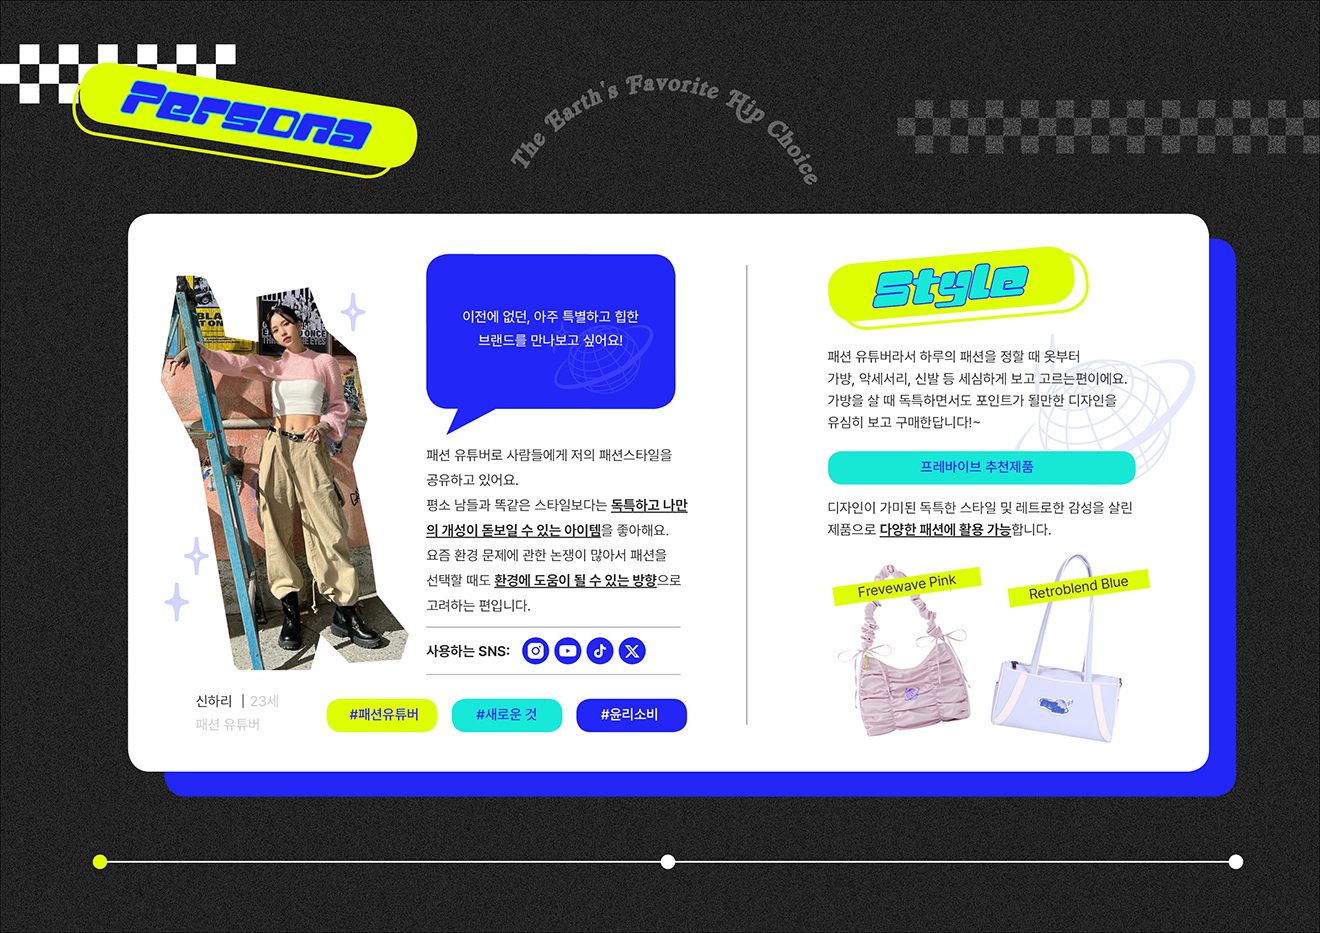 Persona
The Earth's Favorite Hip Choice
이전에 없던, 아주 특별하고 힙한
브랜드를 만나보고 싶어요!
패션 유튜버로 사람들에게 저의 패션스타일을
공유하고 있어요.
평소 남들과 똑같은 스타일보다는 독특하고 나만
의 개성이 돋보일 수 있는 아이템을 좋아해요.
요즘 환경 문제에 관한 논쟁이 많아서 패션을
선택할 때도 환경에 도움이 될 수 있는 방향으로
고려하는 편입니다.
사용하는 SNS:
신하리 | 23세
패션 유튜버
#패션유튜버
#새로운 것
#윤리소비
Style
패션 유튜버라서 하루의 패션을 정할 때 옷부터
가방, 악세서리, 신발 등 세심하게 보고 고르는편이에요.
가방을 살 때 독특하면서도 포인트가 될만한 디자인을
유심히 보고 구매한답니다!~
프레바이브 추천제품
디자인이 가미된 독특한 스타일 및 레트로한 감성을 살린
제품으로 다양한 패션에 활용 가능합니다.
Frevewave Pink
Retroblend Blue